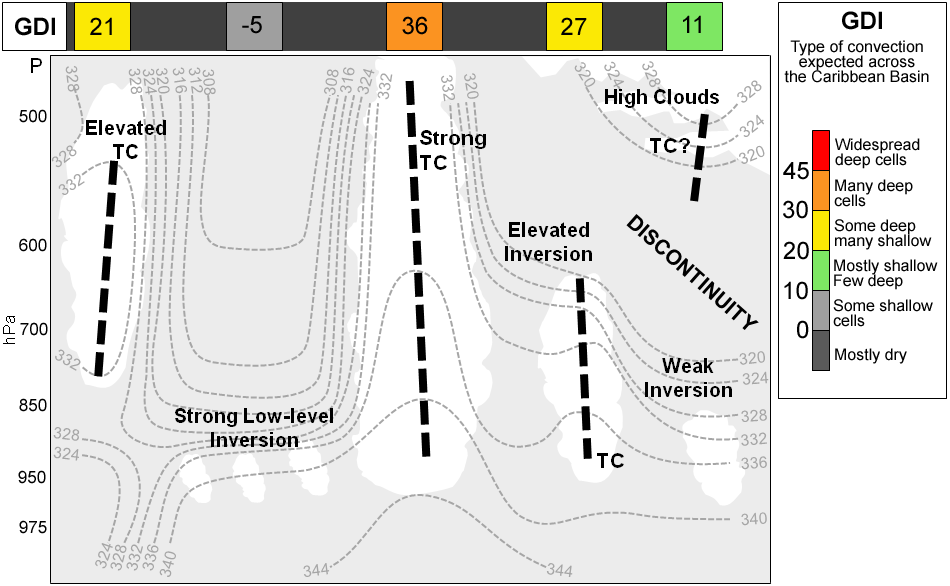 GDI 21 -5 36 27 11
P
500
600
700
850
950
975
hPa
328 328 324 320 316 312 308
308 316 324 332
332 320
320 324 328
328
324
320
328
332
332
328
324
324 328 332 336 340
344
344
320
324
328
332
336
340
Elevated
TC
Strong
TC
High Clouds
TC?
Elevated
Inversion
DISCONTINUITY
Weak
Inversion
Strong Low-level
Inversion
TC
GDI
Type of convection
expected across
the Caribbean Basin
Widespread
deep cells
45
Many deep
cells
30
Some deep
many shallow
20
Mostly shallow
Few deep
10
Some shallow
cells
0
Mostly dry